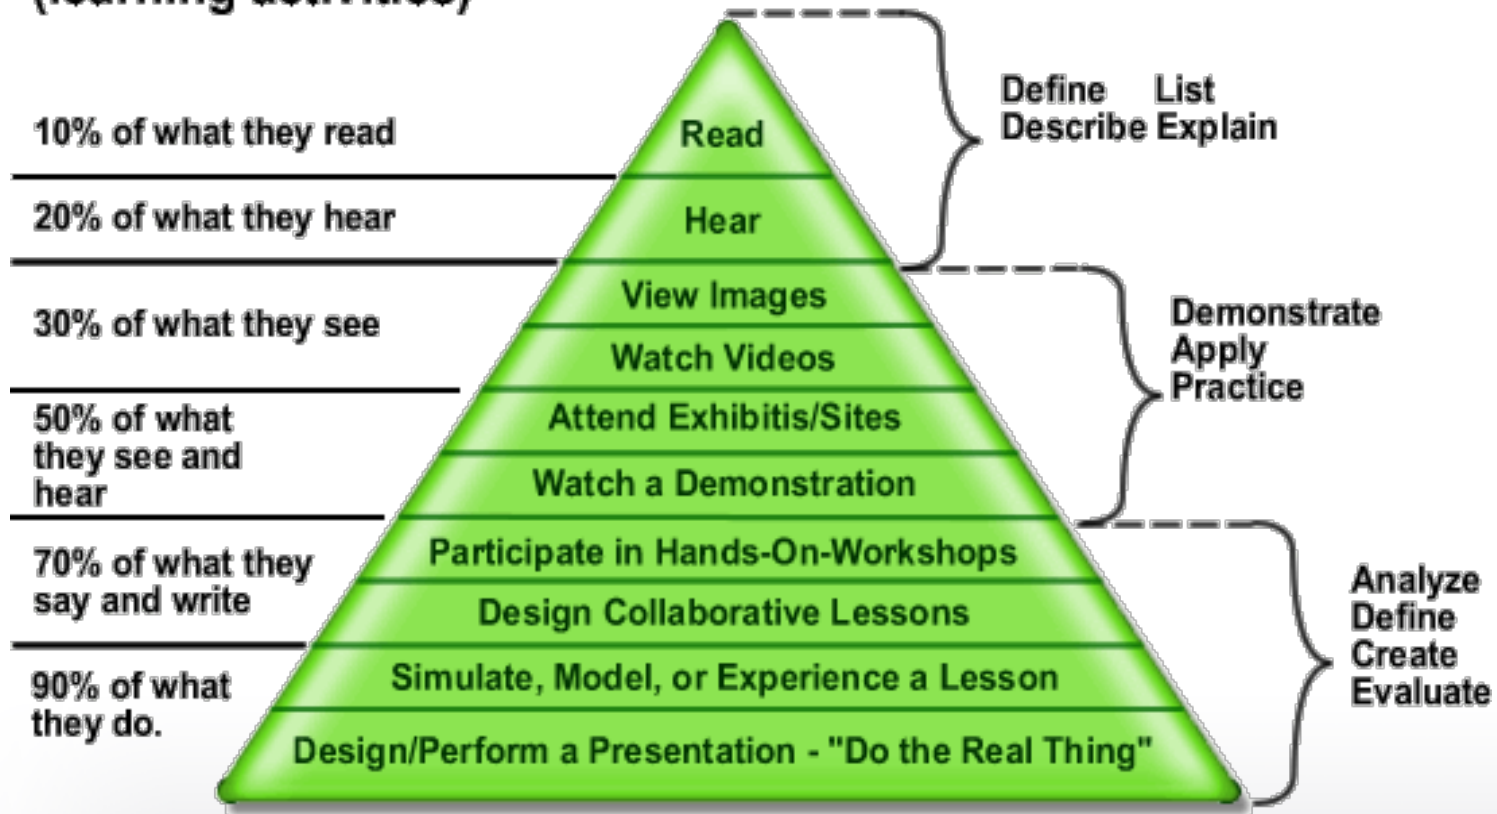 (learning activities)
10% of what they read
20% of what they hear
30% of what they see
50% of what
they see and
hear
70% of what they
say and write
90% of what
they do.
Read
Hear
View Images
Watch Videos
Attend Exhibitis/Sites
Watch a Demonstration
Participate in Hands-On-Workshops
Design Collaborative Lessons
Simulate, Model, or Experience a Lesson
Design/Perform a Presentation - "Do the Real Thing"
Define List
Describe Explain
Demonstrate
Apply
Practice
Analyze
Define
Create
Evaluate